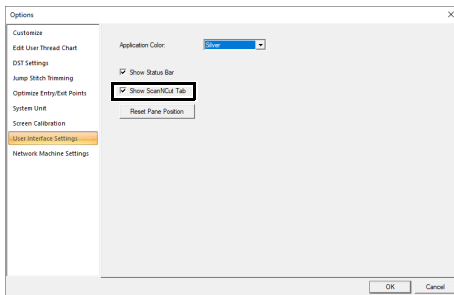 Options
Customize
Edit User Thread Chart
DST Settings
Jump Stitch Trimming
Optimize Entry/Exit Points
System Unit
Screen Calibration
User Interface Settings
Network Machine Settings
Application Color: Silver
Show Status Bar
Show ScanNCut Tab
Reset Pane Position
OK Cancel